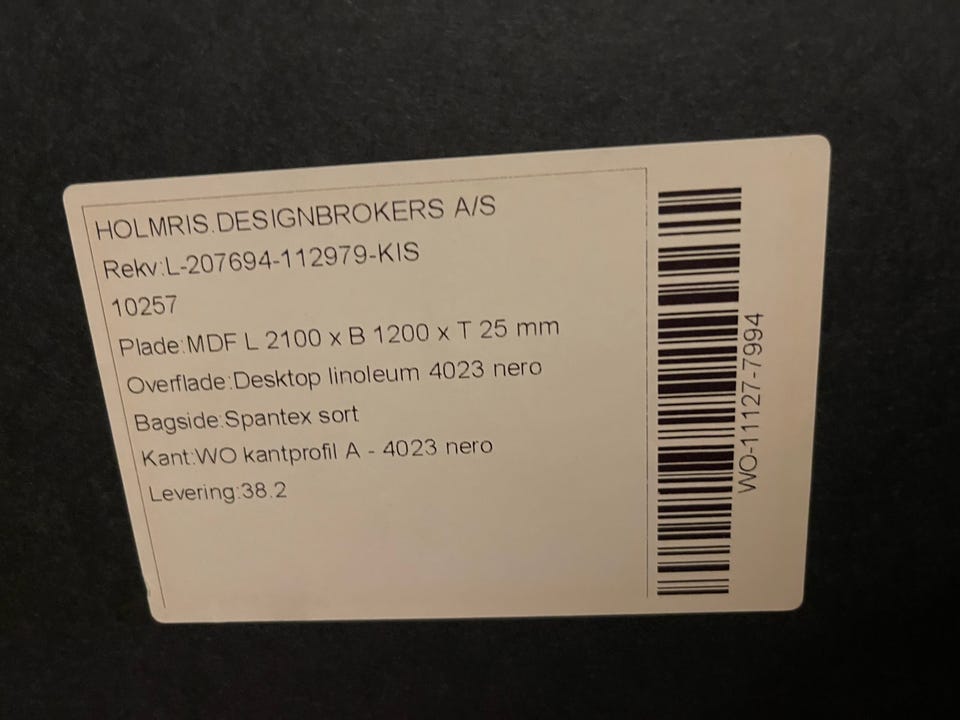 HOLMRIS.DESIGNBROKERS A/S
Rekv:L-207694-112979-KIS
10257
Plade:MDF L 2100 x B 1200 x T 25 mm
Overflade:Desktop linoleum 4023 nero
Bagside:Spantex sort
Kant:WO kantprofil A - 4023 nero
Levering:38.2
WO-11127-7994